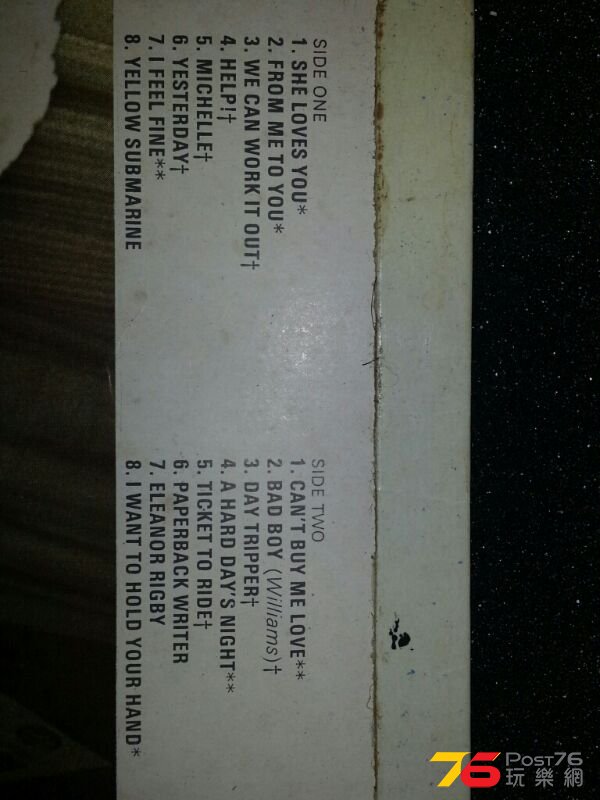 SIDE ONE
1. SHE LOVES YOU*
2. FROM ME TO YOU*
3. WE CAN WORK IT OUT†
4. HELP!†
5. MICHELLE†
6. YESTERDAY†
7. I FEEL FINE**
8. YELLOW SUBMARINE
SIDE TWO
1. CAN'T BUY ME LOVE**
2. BAD BOY (Williams)†
3. DAY TRIPPER†
4. A HARD DAY'S NIGHT**
5. TICKET TO RIDE†
6. PAPERBACK WRITER
7. ELEANOR RIGBY
8. I WANT TO HOLD YOUR HAND*
76 POST76
玩樂網